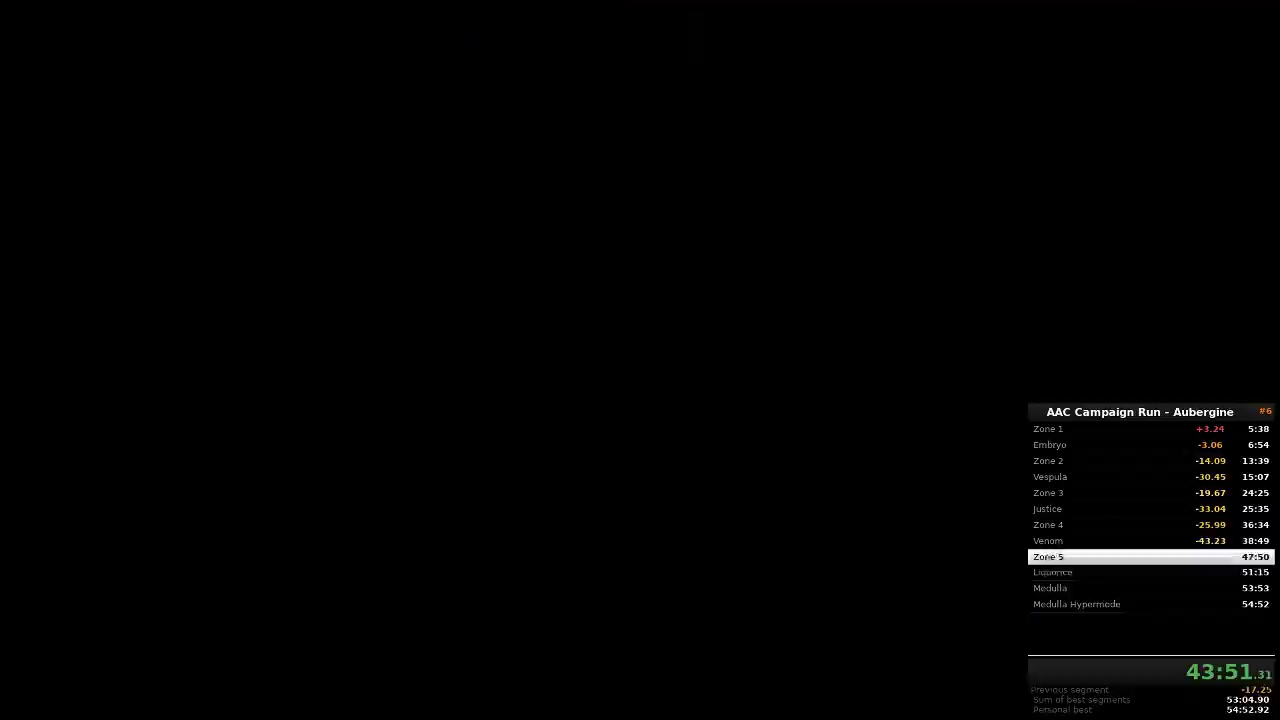 AAC Campaign Run - Aubergine #6
Zone 1 +3.24 5:38
Embryo -3.06 6:54
Zone 2 -14.09 13:39
Vespula -30.45 15:07
Zone 3 -19.67 24:25
Justice -33.04 25:35
Zone 4 -25.99 36:34
Venom -43.23 38:49
Zone 5 47:50
Liquorice 51:15
Medulla 53:53
Medulla Hypermode 54:52
43:51.31
Previous segment -17.25
Sum of best segments 53:04.90
Personal best 54:52.92